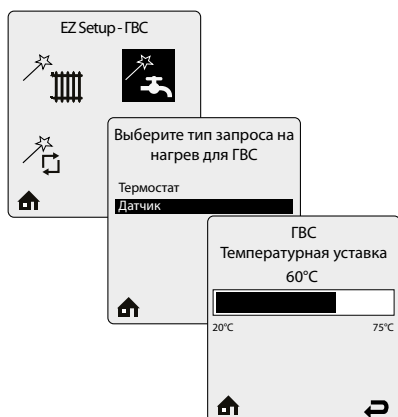 EZ Setup - ГВС
Выберите тип запроса на
нагрев для ГВС
Термостат
Датчик
ГВС
Температурная уставка
60°C
20°C 75°C